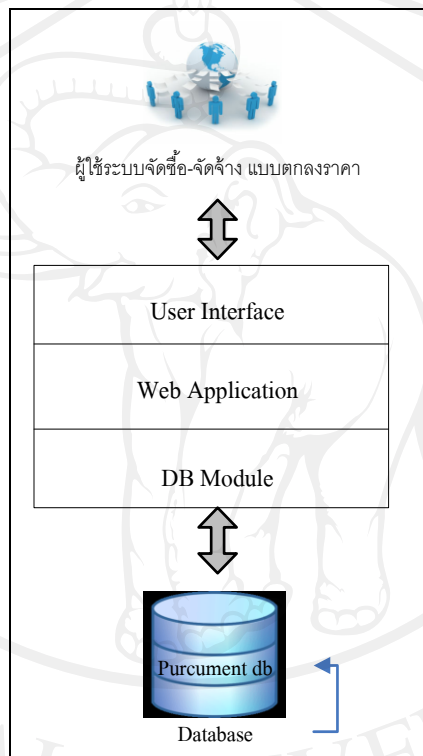 ผู้ใช้ระบบจัดซื้อ-จัดจ้าง แบบตกลงราคา
User Interface
Web Application
DB Module
Purcument db
Database